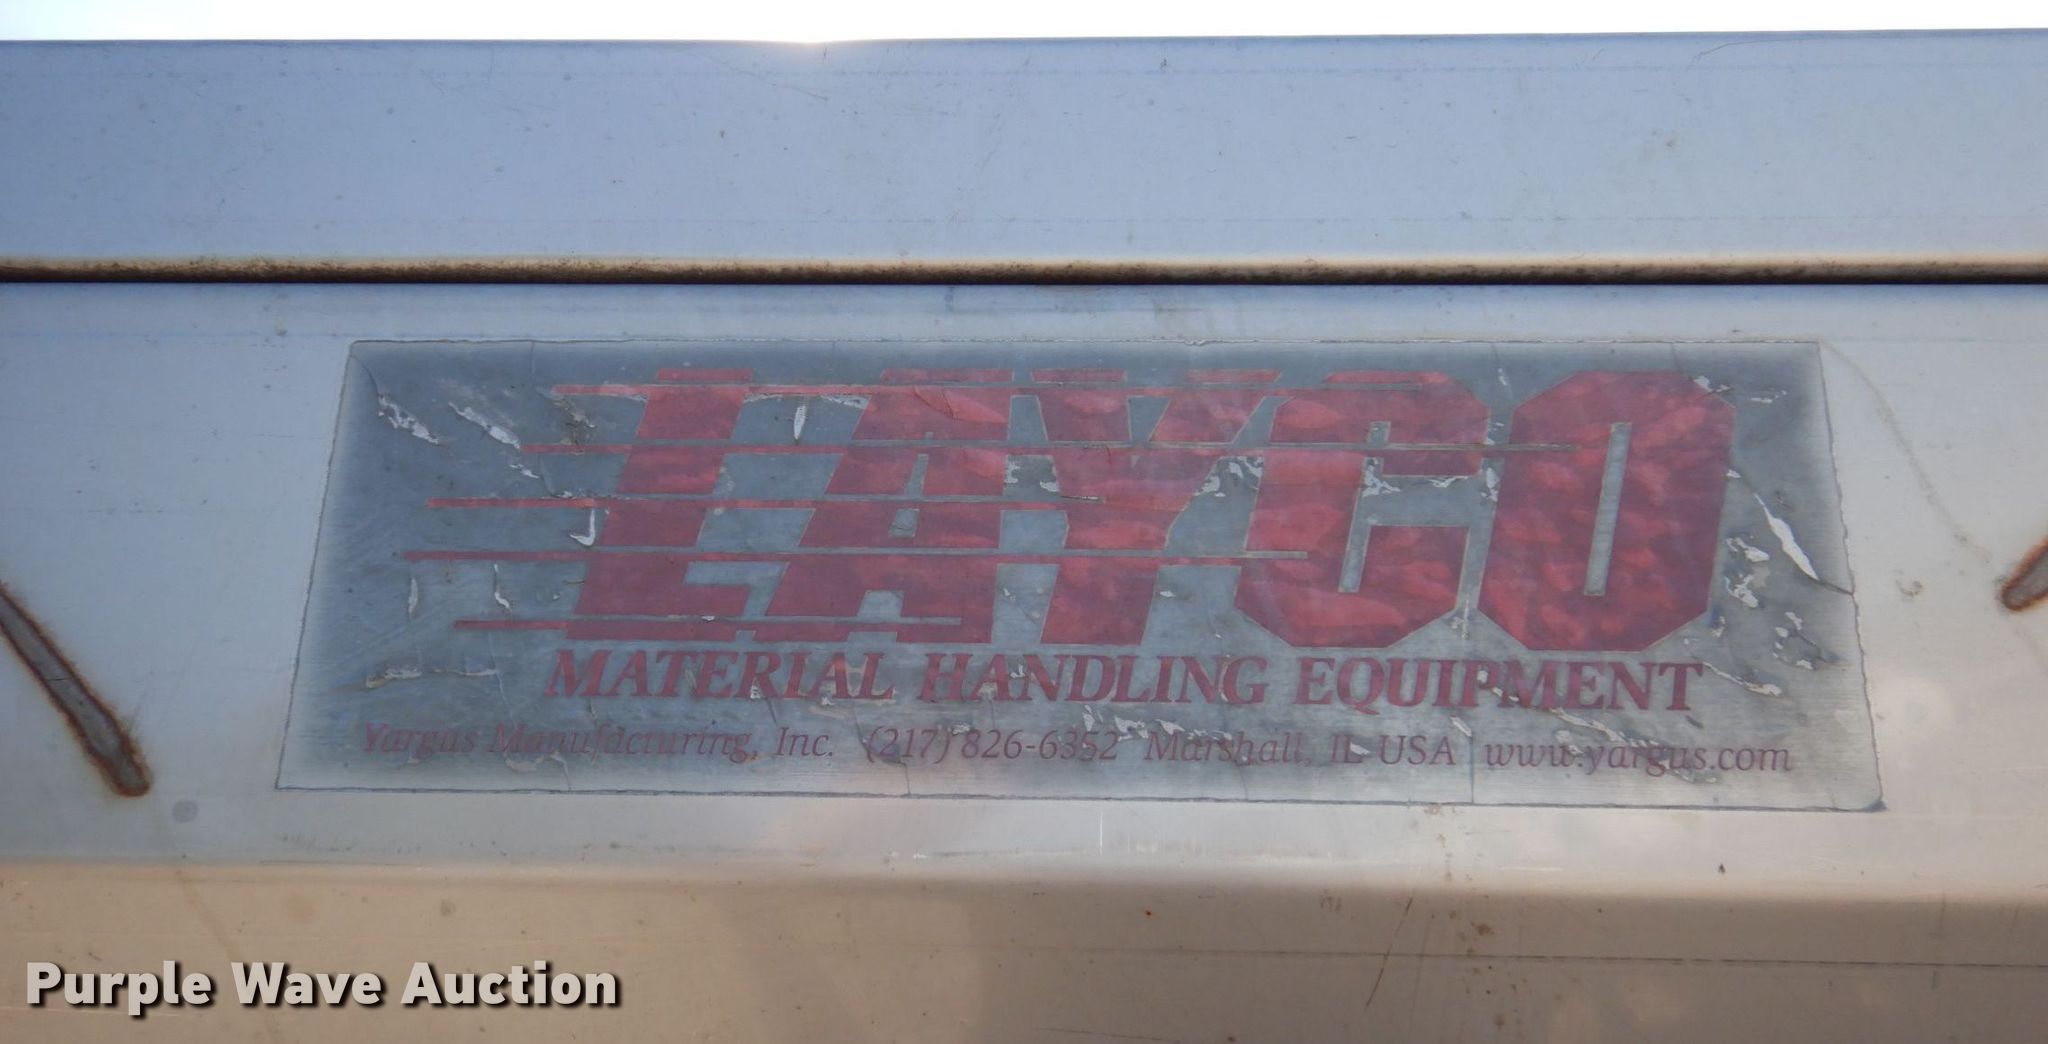 LAYCO
MATERIAL HANDLING EQUIPMENT
Yargus Manufacturing, Inc. (217) 826-6352 Marshall, IL USA www.yargus.com
Purple Wave Auction